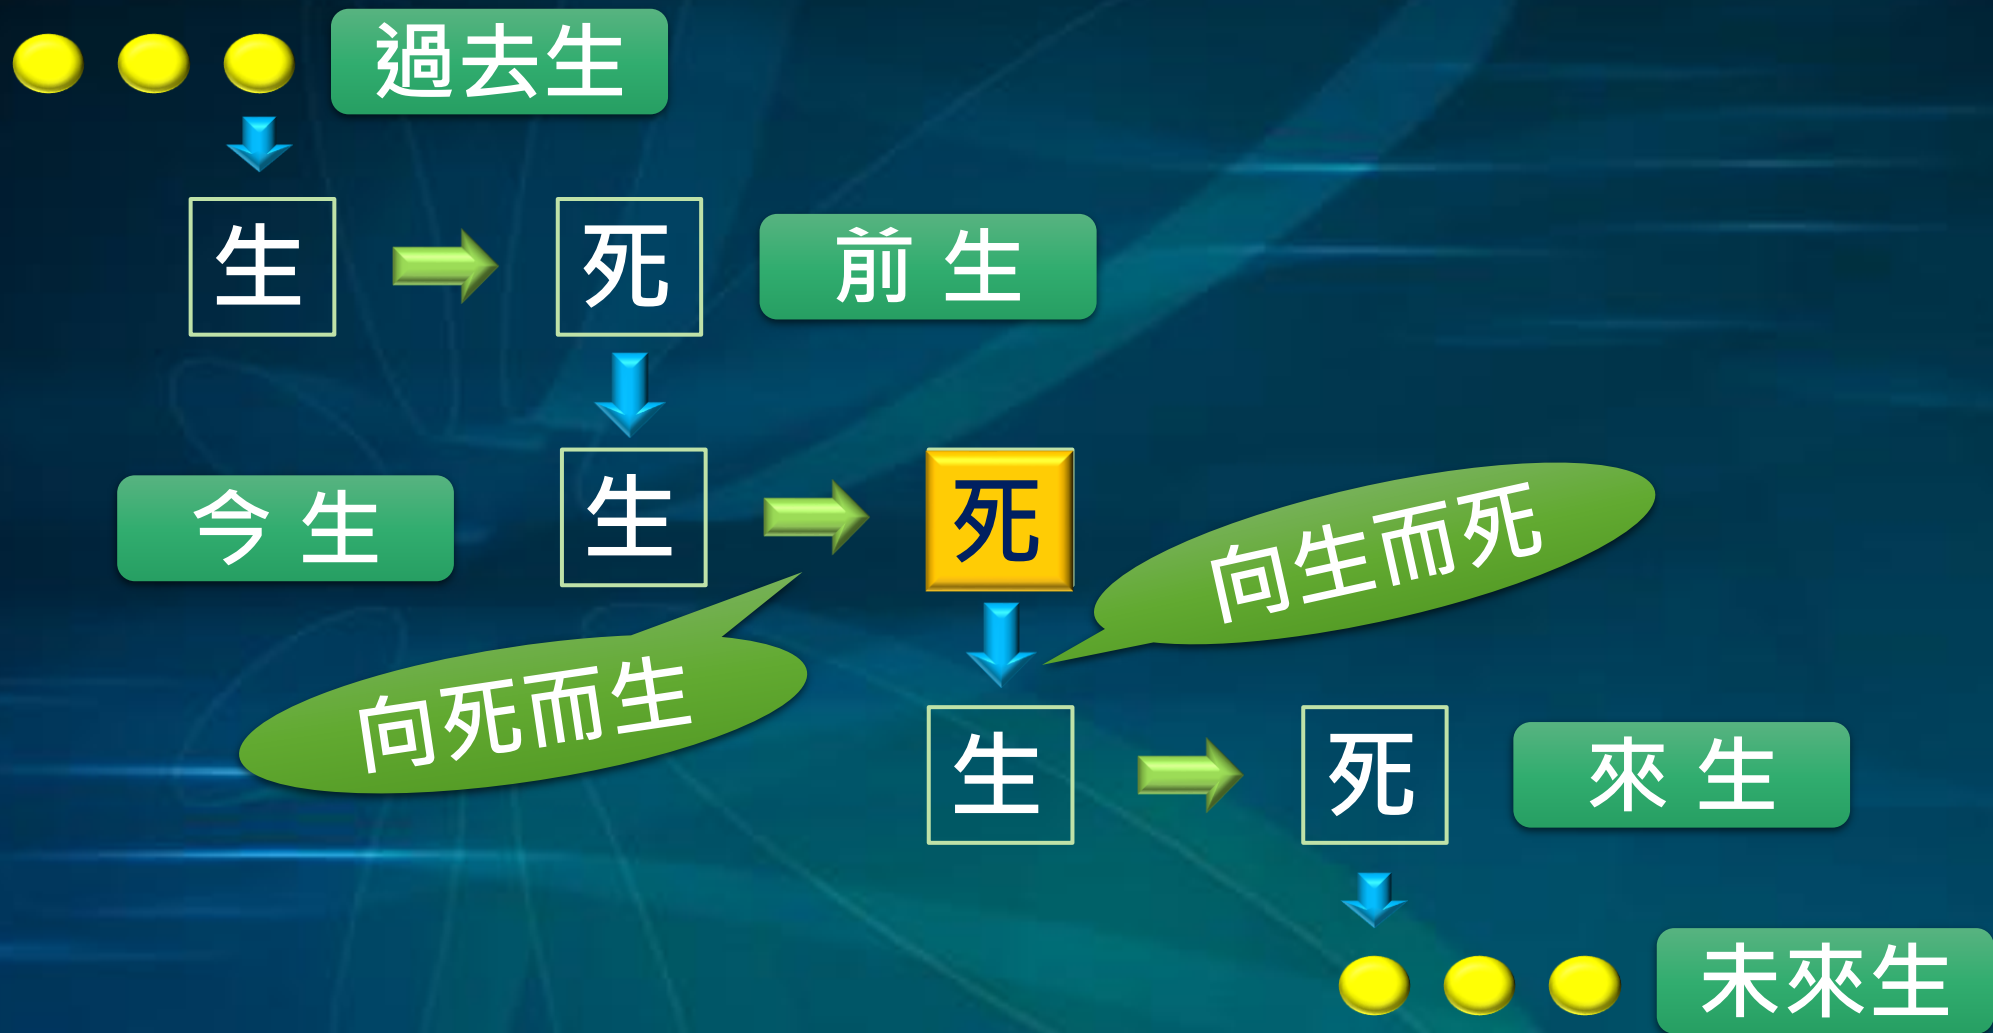 過去生
生 死 前生
今生 生 死
向生而死
向死而生
生 死 來生
未來生